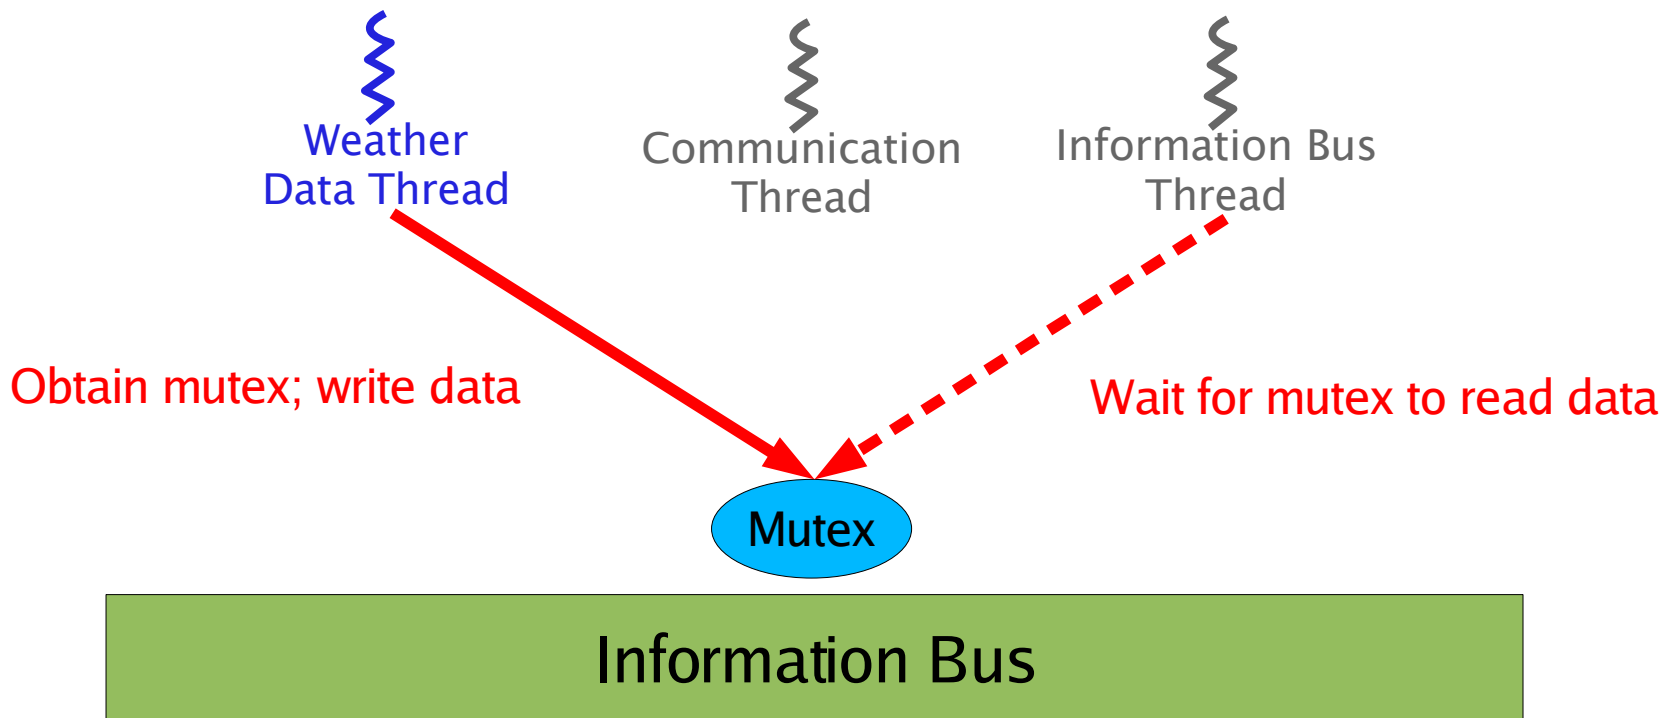 Weather
Data Thread
Communication
Thread
Information Bus
Thread
Obtain mutex; write data
Wait for mutex to read data
Mutex
Information Bus